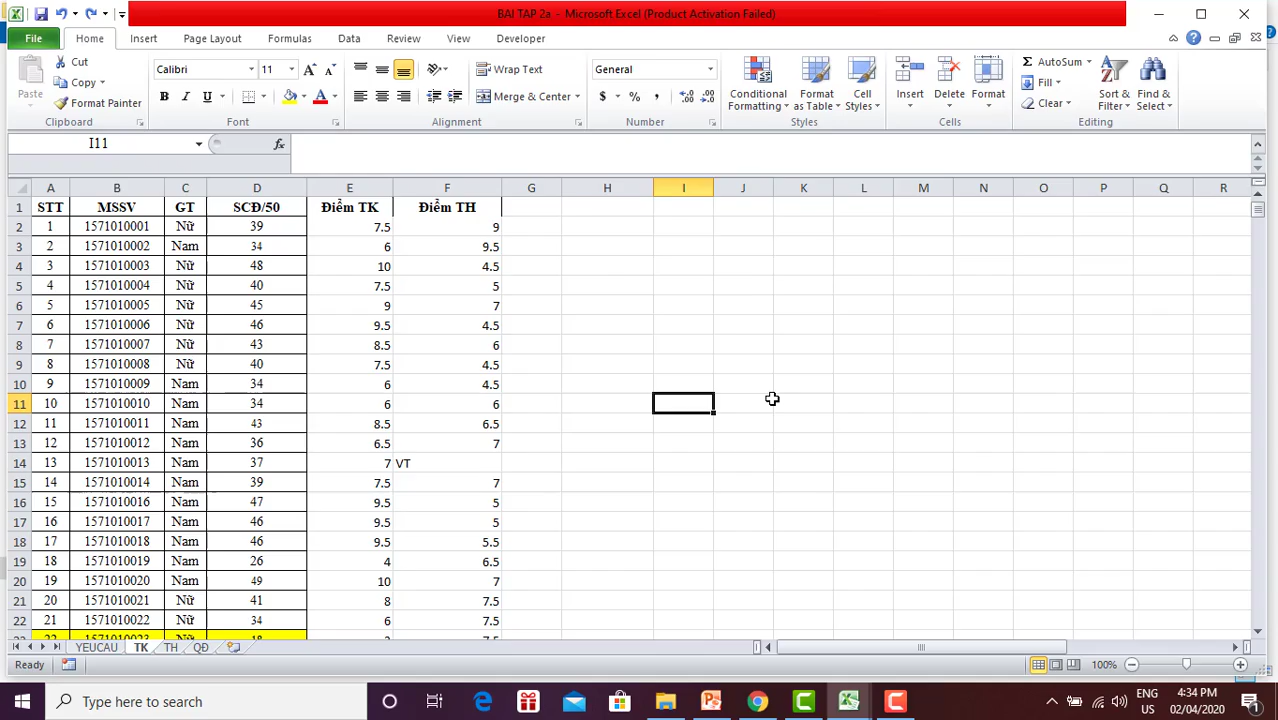 BAI TAP 2a - Microsoft Excel (Product Activation Failed)
File Home Insert Page Layout Formulas Data Review View Developer
Paste Cut Copy Format Painter Clipboard
Calibri 11 B I U Font
Wrap Text Merge & Center Alignment
General $ % , Number
Conditional Formatting Format as Table Cell Styles Styles
Insert Delete Format Cells
AutoSum Fill Clear Sort & Filter Find & Select Editing
I11 fx
A B C D E F G H I J K L M N O P Q R
1 STT MSSV GT SCĐ/50 Điểm TK Điểm TH
2 1 1571010001 Nữ 39 7.5 9
3 2 1571010002 Nam 34 6 9.5
4 3 1571010003 Nữ 48 10 4.5
5 4 1571010004 Nữ 40 7.5 5
6 5 1571010005 Nữ 45 9 7
7 6 1571010006 Nữ 46 9.5 4.5
8 7 1571010007 Nữ 43 8.5 6
9 8 1571010008 Nữ 40 7.5 4.5
10 9 1571010009 Nam 34 6 4.5
11 10 1571010010 Nam 34 6 6
12 11 1571010011 Nam 43 8.5 6.5
13 12 1571010012 Nam 36 6.5 7
14 13 1571010013 Nam 37 7 VT
15 14 1571010014 Nam 39 7.5 7
16 15 1571010016 Nam 47 9.5 5
17 16 1571010017 Nam 46 9.5 5
18 17 1571010018 Nam 46 9.5 5.5
19 18 1571010019 Nam 26 4 6.5
20 19 1571010020 Nam 49 10 7
21 20 1571010021 Nữ 41 8 7.5
22 21 1571010022 Nữ 34 6 7.5
23 22 1571010023 Nữ 18 2 7.5
YEUCAU TK TH QĐ
Ready 100%
Type here to search
ENG
US
4:34 PM
02/04/2020
1